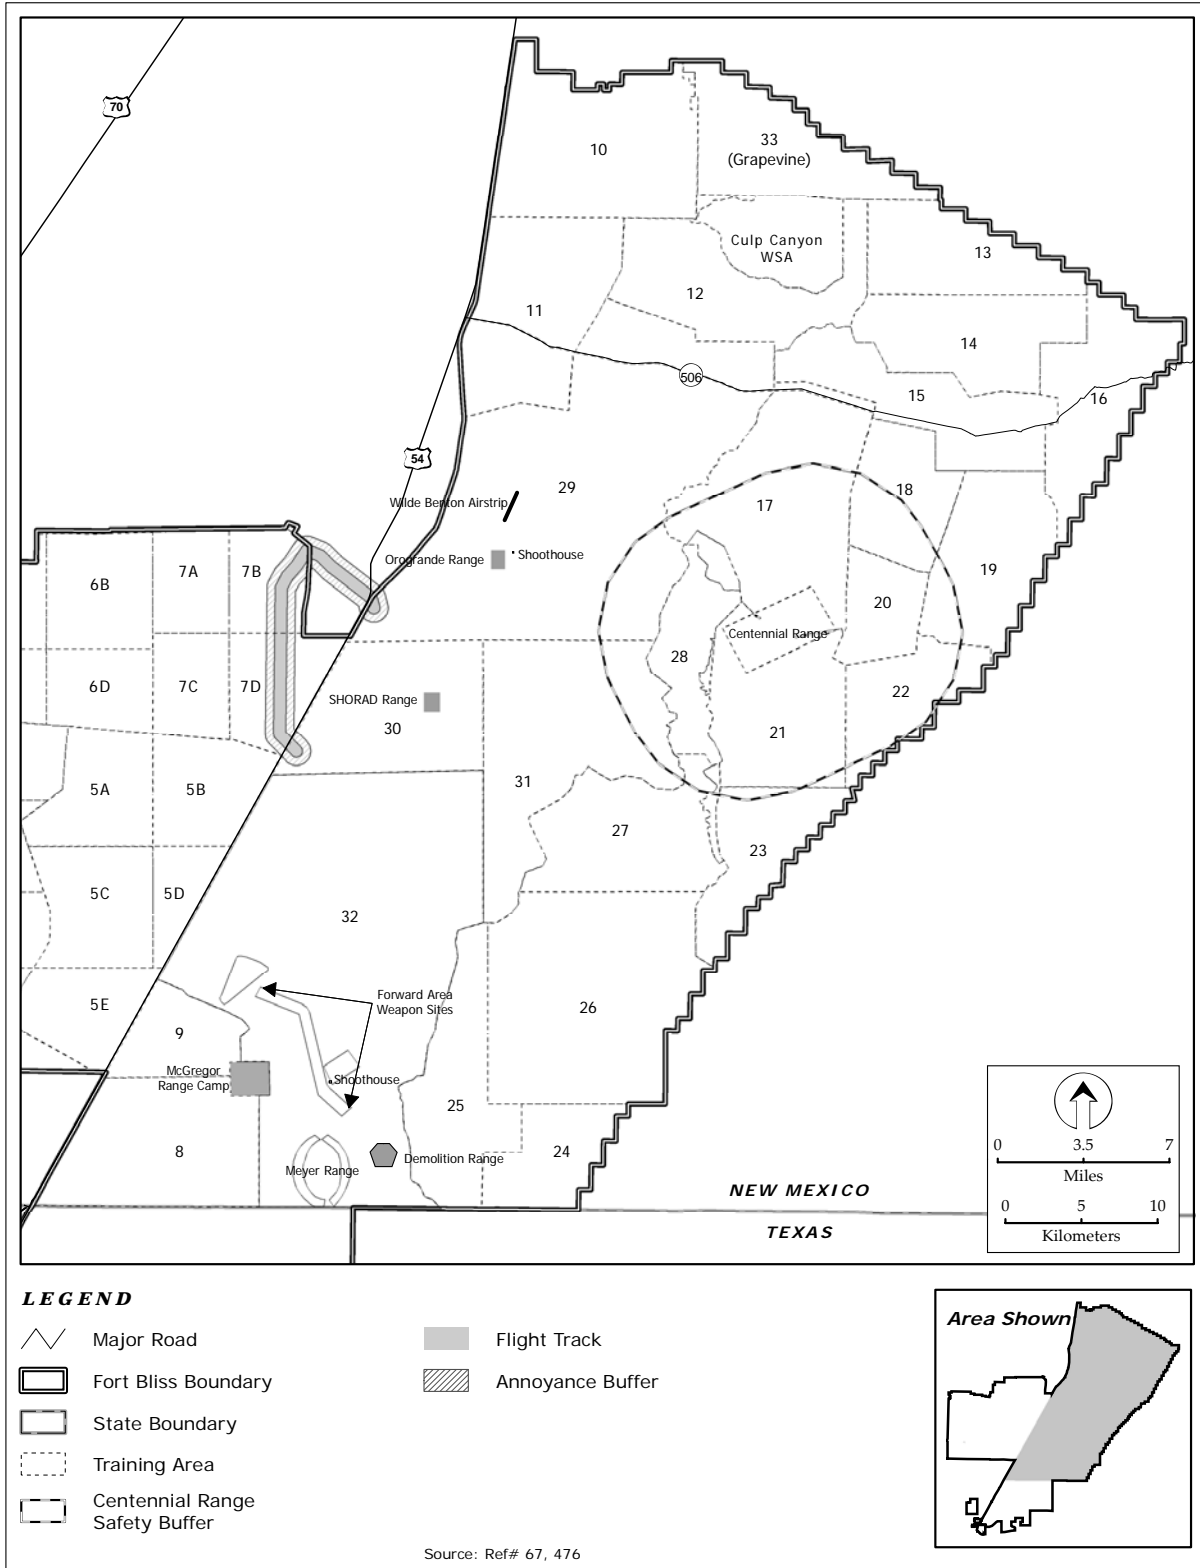 70
10
33
(Grapevine)
Culp Canyon
WSA
13
12
11
14
506
15
16
54
29
Wilde Benton Airstrip
17
18
Orogrande Range
Shoothouse
19
6B
7A
7B
20
Centennial Range
28
6D
7C
7D
SHORAD Range
30
22
21
5A
5B
31
27
23
5C
5D
32
Forward Area
Weapon Sites
5E
9
26
McGregor
Range Camp
Shoothouse
25
8
Meyer Range
Demolition Range
24
NEW MEXICO
TEXAS
0 3.5 7
Miles
0 5 10
Kilometers
LEGEND
Major Road
Fort Bliss Boundary
State Boundary
Training Area
Centennial Range
Safety Buffer
Flight Track
Annoyance Buffer
Area Shown
Source: Ref# 67, 476